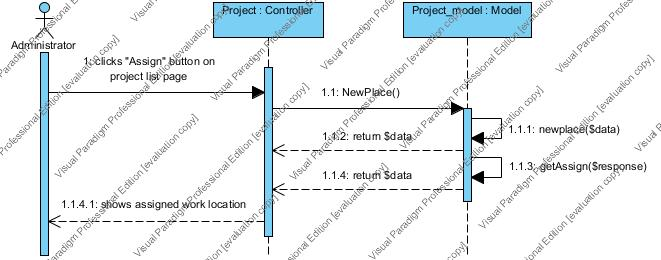 Project : Controller
Project_model : Model
Administrator
1: clicks "Assign" button on
project list page
1.1: NewPlace()
1.1.1: newplace($data)
1.1.2: return $data
1.1.3: getAssign($response)
1.1.4: return $data
1.1.4.1: shows assigned work location
Visual Paradigm Professional Edition [evaluation copy]